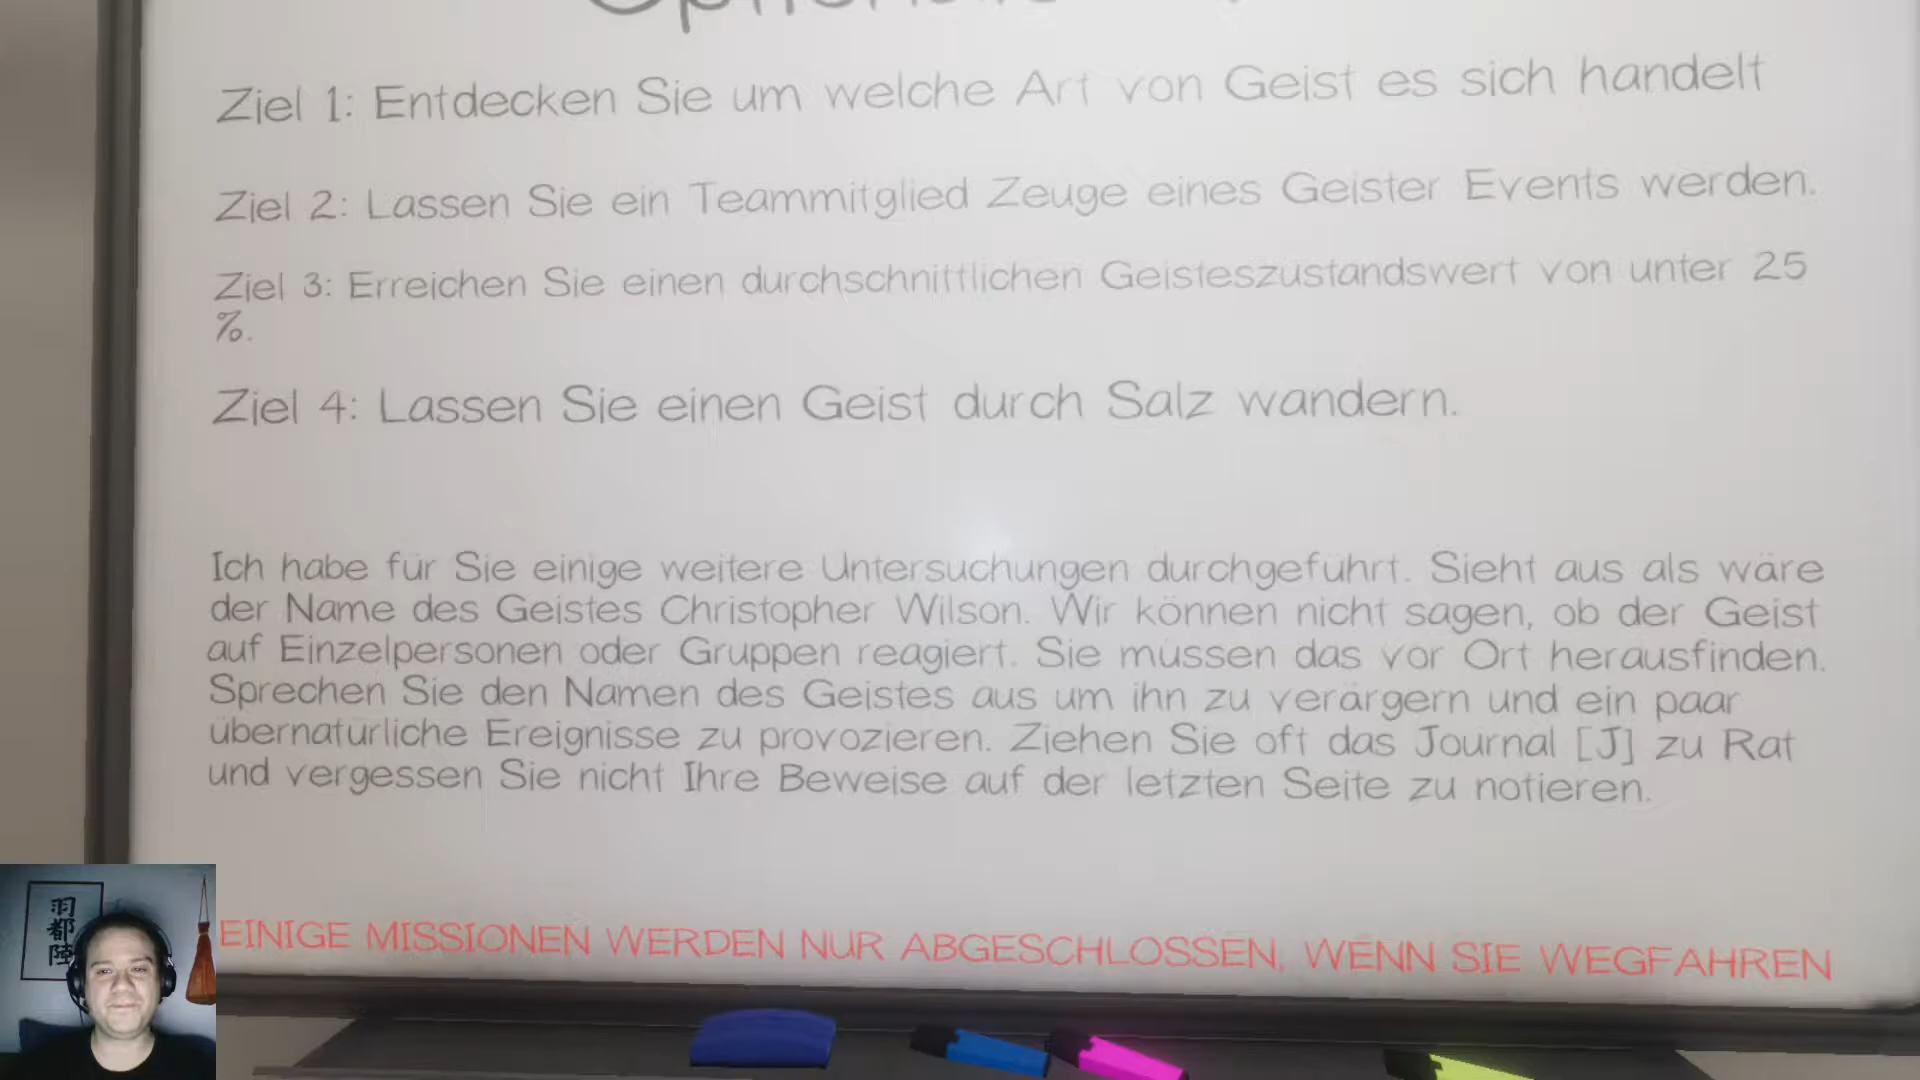 Ziel 1: Entdecken Sie um welche Art von Geist es sich handelt
Ziel 2: Lassen Sie ein Teammitglied Zeuge eines Geister Events werden.
Ziel 3: Erreichen Sie einen durchschnittlichen Geisteszustandswert von unter 25
%.
Ziel 4: Lassen Sie einen Geist durch Salz wandern.
Ich habe für Sie einige weitere Untersuchungen durchgeführt. Sieht aus als wäre
der Name des Geistes Christopher Wilson. Wir können nicht sagen, ob der Geist
auf Einzelpersonen oder Gruppen reagiert. Sie müssen das vor Ort herausfinden.
Sprechen Sie den Namen des Geistes aus um ihn zu verärgern und ein paar
übernatürliche Ereignisse zu provozieren. Ziehen Sie oft das Journal [J] zu Rat
und vergessen Sie nicht Ihre Beweise auf der letzten Seite zu notieren.
羽
都
陸
EINIGE MISSIONEN WERDEN NUR ABGESCHLOSSEN, WENN SIE WEGFAHREN